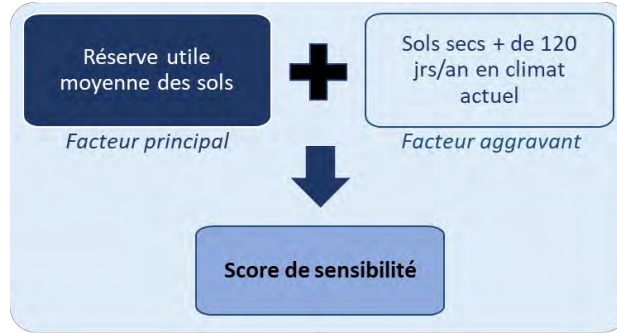 Réserve utile
moyenne des sols
Facteur principal
Sols secs + de 120
jrs/an en climat
actuel
Facteur aggravant
Score de sensibilité